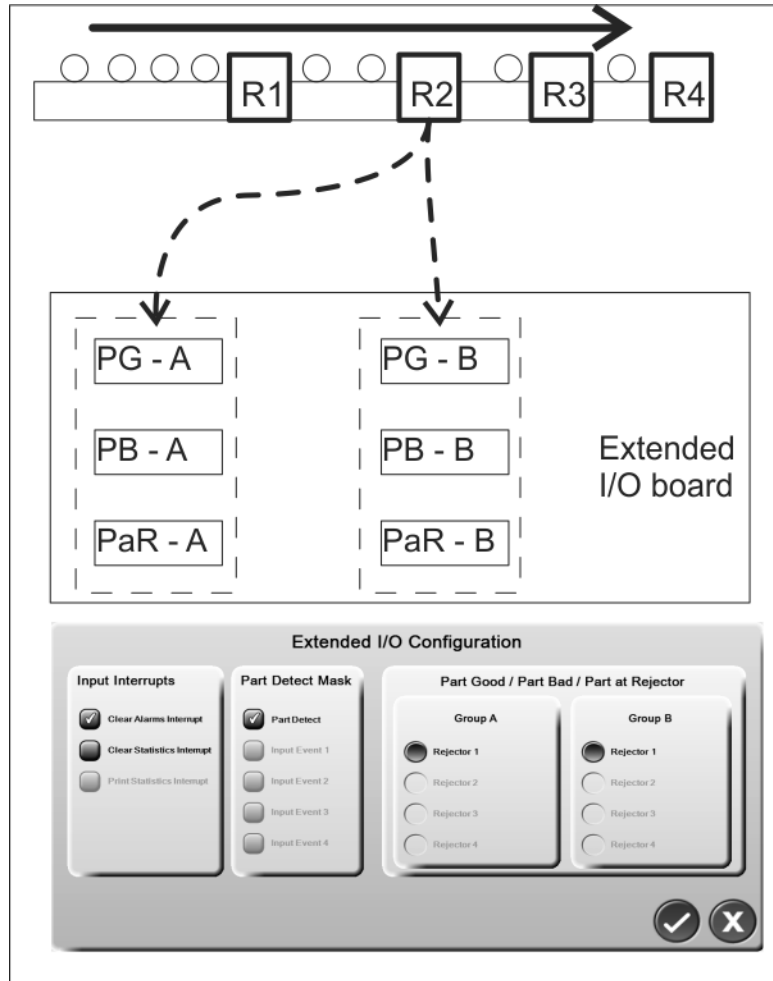 R1 R2 R3 R4
PG - A PG - B
PB - A PB - B
Extended
I/O board
PaR - A PaR - B
Extended I/O Configuration
Input Interrupts
Clear Alarms Interrupt
Clear Statistics Interrupt
Print Statistics Interrupt
Part Detect Mask
Part Detect
Input Event 1
Input Event 2
Input Event 3
Input Event 4
Part Good / Part Bad / Part at Rejector
Group A
Rejector 1
Rejector 2
Rejector 3
Rejector 4
Group B
Rejector 1
Rejector 2
Rejector 3
Rejector 4